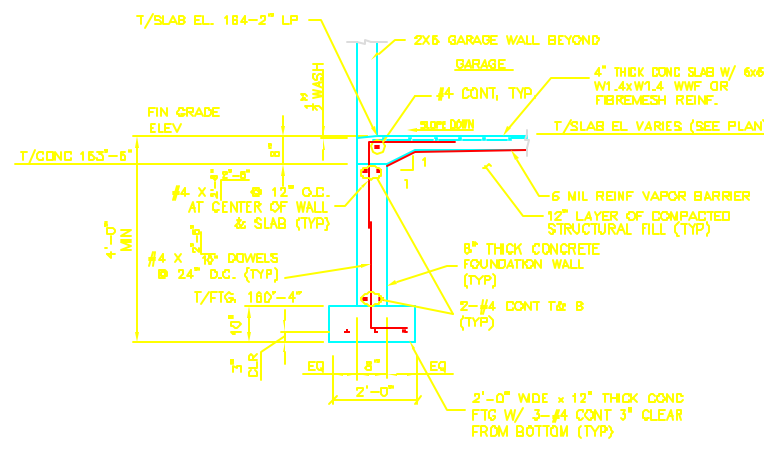 T/SLAB EL. 164-2" LP
2X6 GARAGE WALL BEYOND
GARAGE
4" THICK CONC SLAB W/ 6x6
W1.4xW1.4 WWF OR
FIBREMESH REINF.
1/2" WASH
#4 CONT, TYP
FIN GRADE
ELEV
SLOPE DOWN
T/SLAB EL VARIES (SEE PLAN
8"
T/CONC 163'-6"
1
1
#4 X @ 12" O.C.
AT CENTER OF WALL
& SLAB (TYP)
6 MIL REINF VAPOR BARRIER
12" LAYER OF COMPACTED
STRUCTURAL FILL (TYP)
4'-0"
MIN
#4 X DOWELS
@ 24" O.C. (TYP)
8" THICK CONCRETE
FOUNDATION WALL
(TYP)
T/FTG. 160'-4"
2-#4 CONT T& B
(TYP)
10"
3"
CLR
EQ 8" EQ
2'-0"
2'-0" WIDE x 12" THICK CONC
FTG W/ 3-#4 CONT 3" CLEAR
FROM BOTTOM (TYP)